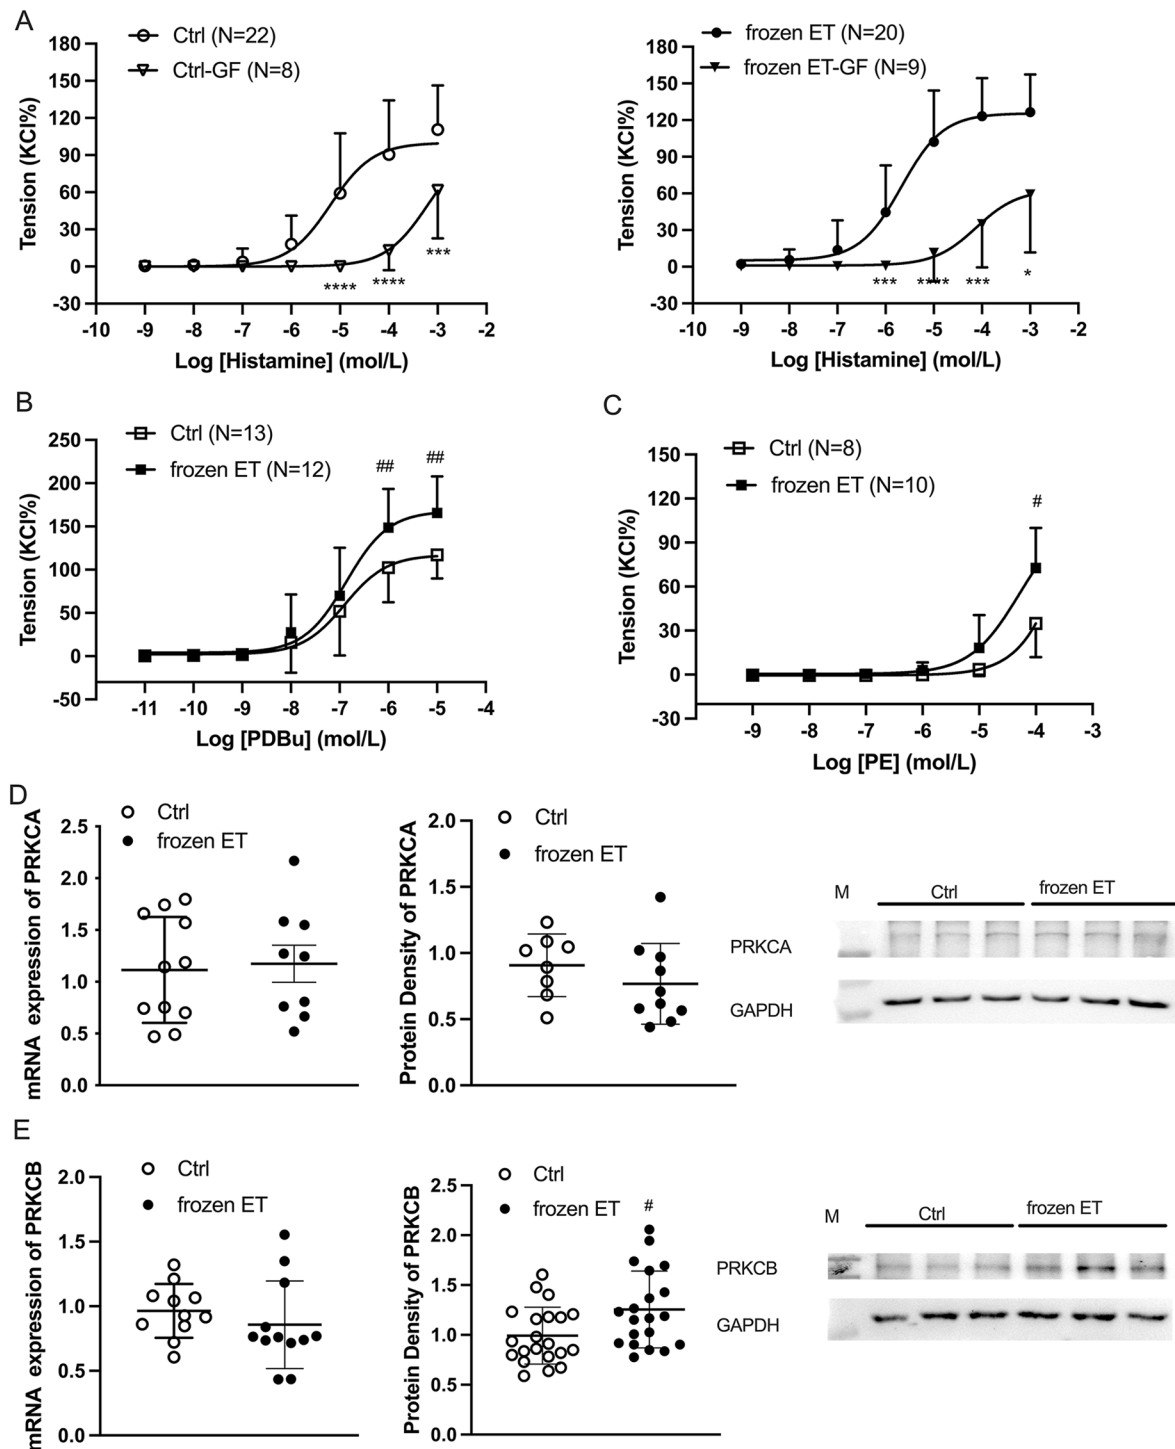 A
Ctrl (N=22)
Ctrl-GF (N=8)
Tension (KCl%)
180
150
120
90
60
30
0
-30
***
****
****
-10 -9 -8 -7 -6 -5 -4 -3 -2
Log [Histamine] (mol/L)
frozen ET (N=20)
frozen ET-GF (N=9)
Tension (KCl%)
180
150
120
90
60
30
0
-30
*** **** *** *
-10 -9 -8 -7 -6 -5 -4 -3 -2
Log [Histamine] (mol/L)
B
Ctrl (N=13)
frozen ET (N=12)
## ##
Tension (KCl%)
250
200
150
100
50
0
-50
-11 -10 -9 -8 -7 -6 -5 -4
Log [PDBu] (mol/L)
C
Ctrl (N=8)
frozen ET (N=10)
#
Tension (KCl%)
150
120
90
60
30
0
-30
-9 -8 -7 -6 -5 -4 -3
Log [PE] (mol/L)
D
Ctrl
frozen ET
mRNA expression of PRKCA
2.5
2.0
1.5
1.0
0.5
0.0
Ctrl
frozen ET
Protein Density of PRKCA
2.0
1.5
1.0
0.5
0.0
M Ctrl frozen ET
PRKCA
GAPDH
E
Ctrl
frozen ET
mRNA expression of PRKCB
2.0
1.5
1.0
0.5
0.0
Ctrl
frozen ET #
Protein Density of PRKCB
2.5
2.0
1.5
1.0
0.5
0.0
M Ctrl frozen ET
PRKCB
GAPDH